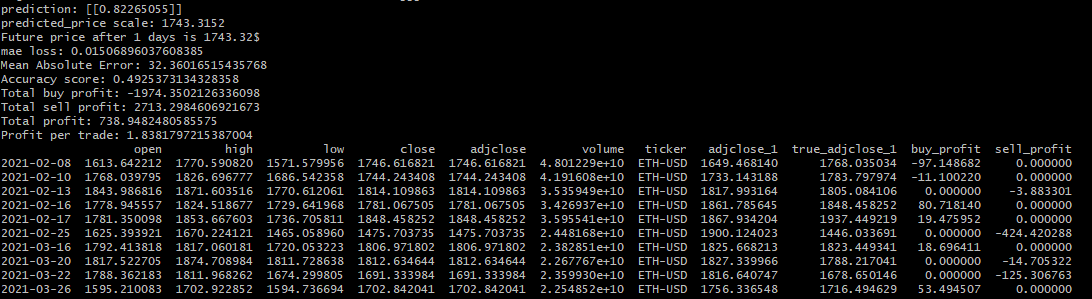 prediction: [[0.82265055]]
predicted_price scale: 1743.3152
Future price after 1 days is 1743.32$
mae loss: 0.01506896037608385
Mean Absolute Error: 32.36016515435768
Accuracy score: 0.4925373134328358
Total buy profit: -1974.3502126336098
Total sell profit: 2713.2984606921673
Total profit: 738.9482480585575
Profit per trade: 1.8381797215387004
open high low close adjclose volume ticker adjclose_1 true_adjclose_1 buy_profit sell_profit
2021-02-08 1613.642212 1770.590820 1571.579956 1746.616821 1746.616821 4.801229e+10 ETH-USD 1649.468140 1768.035034 -97.148682 0.000000
2021-02-10 1768.039795 1826.696777 1686.542358 1744.243408 1744.243408 4.191608e+10 ETH-USD 1733.143188 1783.797974 -11.100220 0.000000
2021-02-13 1843.986816 1871.603516 1770.612061 1814.109863 1814.109863 3.535949e+10 ETH-USD 1817.993164 1805.084106 0.000000 -3.883301
2021-02-16 1778.945557 1824.518677 1729.641968 1781.067505 1781.067505 3.426937e+10 ETH-USD 1861.785645 1848.458252 80.718140 0.000000
2021-02-17 1781.350098 1853.667603 1736.705811 1848.458252 1848.458252 3.595541e+10 ETH-USD 1867.934204 1937.449219 19.475952 0.000000
2021-02-25 1625.393921 1670.224121 1465.058960 1475.703735 1475.703735 2.448168e+10 ETH-USD 1900.124023 1446.033691 0.000000 -424.420288
2021-03-16 1792.413818 1817.060181 1720.053223 1806.971802 1806.971802 2.382851e+10 ETH-USD 1825.668213 1823.449341 18.696411 0.000000
2021-03-20 1817.522705 1874.708984 1811.728638 1812.634644 1812.634644 2.267767e+10 ETH-USD 1827.339966 1788.217041 0.000000 -14.705322
2021-03-22 1788.362183 1811.968262 1674.299805 1691.333984 1691.333984 2.359930e+10 ETH-USD 1816.640747 1678.650146 0.000000 -125.306763
2021-03-26 1595.210083 1702.922852 1594.736694 1702.842041 1702.842041 2.254852e+10 ETH-USD 1756.336548 1716.494629 53.494507 0.000000